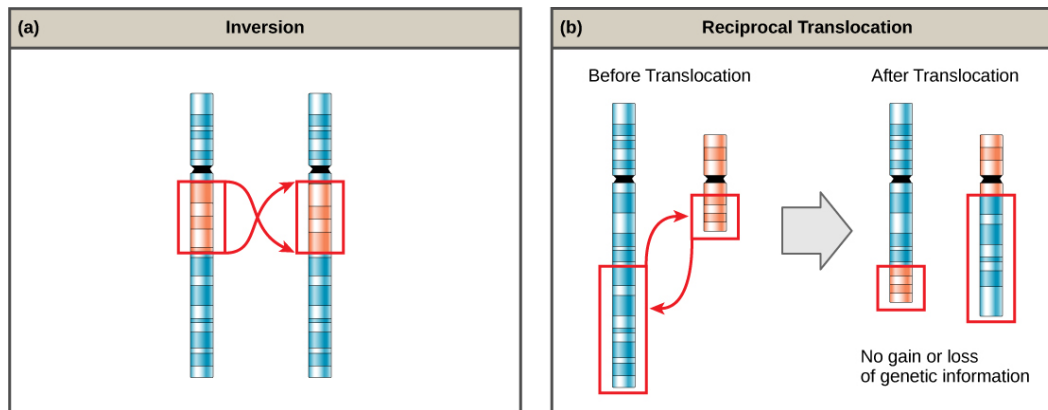 (a) Inversion
(b) Reciprocal Translocation
Before Translocation
After Translocation
No gain or loss
of genetic information